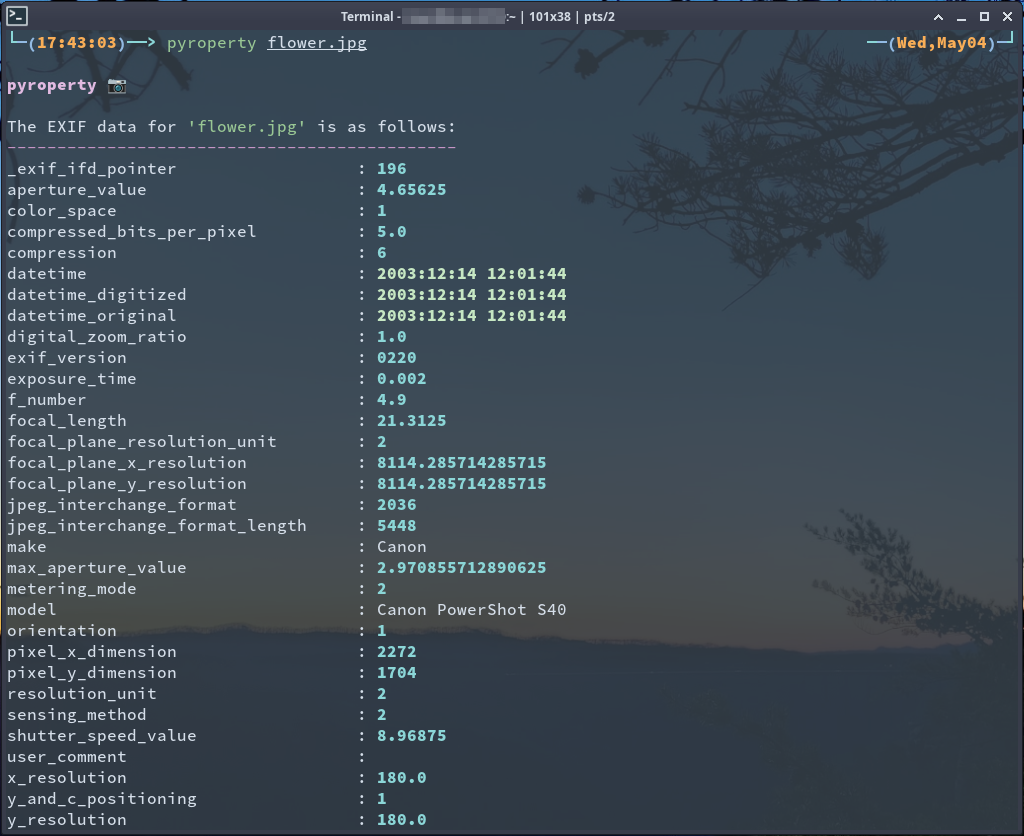 Terminal - :~ | 101x38 | pts/2
└─(17:43:03)──> pyroperty flower.jpg ──(Wed,May04)─┘
pyroperty 📷
The EXIF data for 'flower.jpg' is as follows:
---------------------------------------------
_exif_ifd_pointer : 196
aperture_value : 4.65625
color_space : 1
compressed_bits_per_pixel : 5.0
compression : 6
datetime : 2003:12:14 12:01:44
datetime_digitized : 2003:12:14 12:01:44
datetime_original : 2003:12:14 12:01:44
digital_zoom_ratio : 1.0
exif_version : 0220
exposure_time : 0.002
f_number : 4.9
focal_length : 21.3125
focal_plane_resolution_unit : 2
focal_plane_x_resolution : 8114.285714285715
focal_plane_y_resolution : 8114.285714285715
jpeg_interchange_format : 2036
jpeg_interchange_format_length : 5448
make : Canon
max_aperture_value : 2.970855712890625
metering_mode : 2
model : Canon PowerShot S40
orientation : 1
pixel_x_dimension : 2272
pixel_y_dimension : 1704
resolution_unit : 2
sensing_method : 2
shutter_speed_value : 8.96875
user_comment :
x_resolution : 180.0
y_and_c_positioning : 1
y_resolution : 180.0